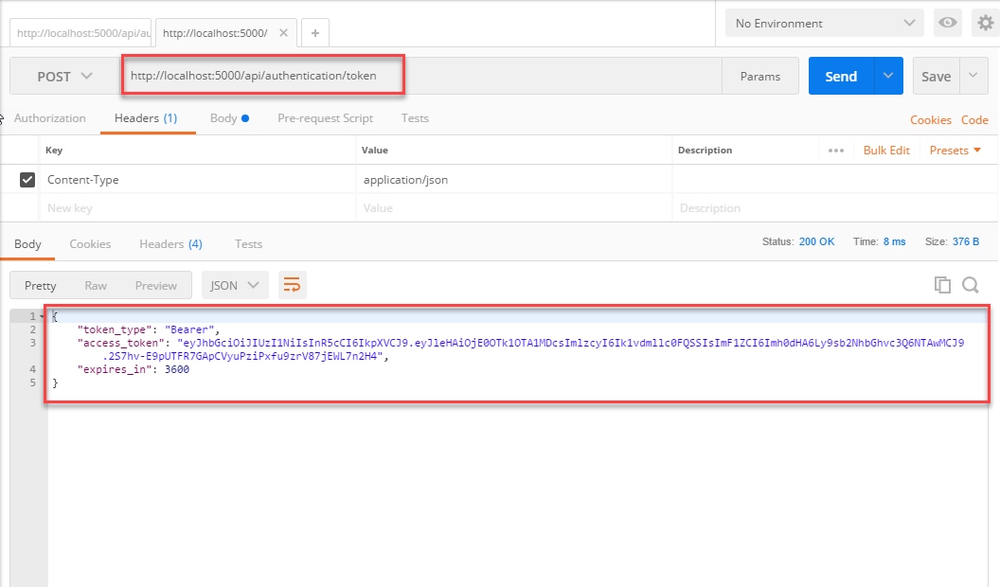 http://localhost:5000/api/au
http://localhost:5000/
No Environment
POST http://localhost:5000/api/authentication/token Params Send Save
Authorization Headers (1) Body Pre-request Script Tests Cookies Code
Key Value Description Bulk Edit Presets
Content-Type application/json
New key Value Description
Body Cookies Headers (4) Tests Status: 200 OK Time: 8 ms Size: 376 B
Pretty Raw Preview JSON
1 {
2 "token_type": "Bearer",
3 "access_token": "eyJhbGciOiJIUzI1NiIsInR5cCI6IkpXVCJ9.eyJleHAiOjE0OTk1OTA1MDcsImlzcyI6Ik1vdmllc0FQSSIsImF1ZCI6Imh0dHA6Ly9sb2NhbGhvc3Q6NTAwMCJ9
.2S7hv-E9pUTFR7GApCVyuPziPxfu9zrV87jEWL7n2H4",
4 "expires_in": 3600
5 }